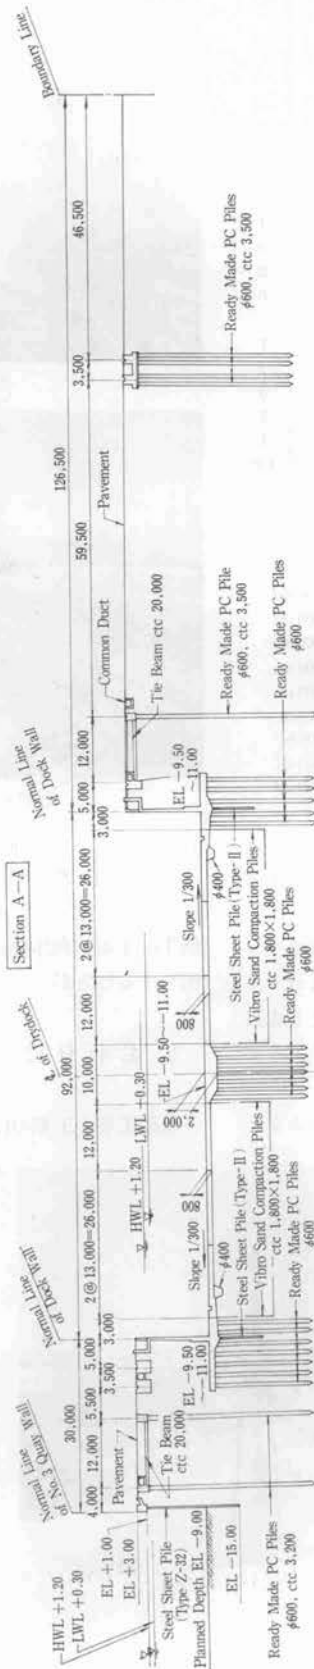 Section A—A
Boundary Line
Normal Line
of Dock Wall
℄ of Drydock
Normal Line
of Dock Wall
Normal Line
of No. 3 Quay Wall
126,500
92,000
30,000
46,500
3,500
59,500
12,000
5,000
3,000
2@13,000=26,000
12,000
10,000
12,000
2@13,000=26,000
3,000
5,000
3,500
5,500
12,000
4,000
HWL +1.20
LWL +0.30
EL +1.00
EL +3.00
Pavement
Tie Beam
ctc 20,000
Steel Sheet Pile
(Type Z-32)
Planned Depth EL −9.00
EL −15.00
Ready Made PC Piles
φ600, ctc 3,200
EL −9.50
~11.00
Slope 1/300
φ400
800
Steel Sheet Pile (Type-II)
Vibro Sand Compaction Piles
ctc 1.800×1.800
Ready Made PC Piles
φ600
HWL +1.20
LWL +0.30
EL −9.50~−11.00
2,000
800
Slope 1/300
φ400
Steel Sheet Pile (Type-II)
Vibro Sand Compaction Piles
ctc 1.800×1.800
Ready Made PC Piles
φ600
EL −9.50
~11.00
Common Duct
Tie Beam ctc 20,000
Pavement
Ready Made PC Pile
φ600, ctc 3,500
Ready Made PC Piles
φ600
Ready Made PC Piles
φ600, ctc 3,500